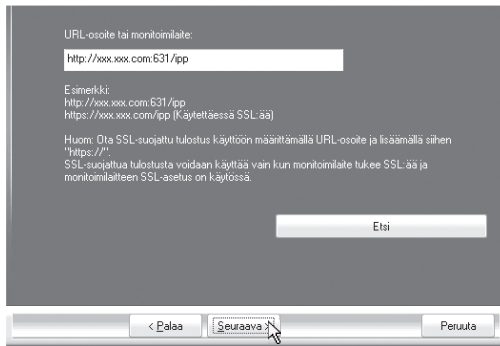 URL-osoite tai monitoimilaite:
http://xxx.xxx.com:631/ipp
Esimerkki:
http://xxx.xxx.com:631/ipp
https://xxx.xxx.com/ipp (Käytettäessä SSL:ää)
Huom: Ota SSL-suojattu tulostus käyttöön määrittämällä URL-osoite ja lisäämällä siihen
"https://".
SSL-suojattua tulostusta voidaan käyttää vain kun monitoimilaite tukee SSL:ää ja
monitoimilaitteen SSL-asetus on käytössä.
Etsi
< Palaa
Seuraava >
Peruuta